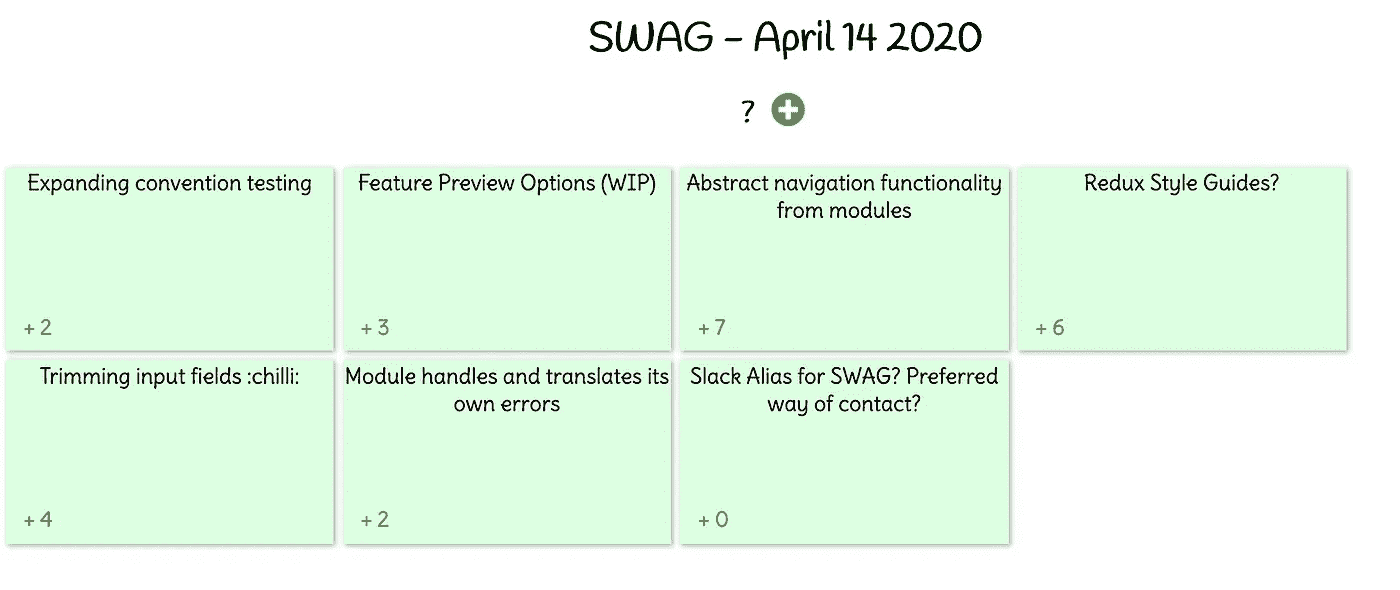 SWAG – April 14 2020
?
Expanding convention testing
+ 2
Feature Preview Options (WIP)
+ 3
Abstract navigation functionality
from modules
+ 7
Redux Style Guides?
+ 6
Trimming input fields :chilli:
+ 4
Module handles and translates its
own errors
+ 2
Slack Alias for SWAG? Preferred
way of contact?
+ 0